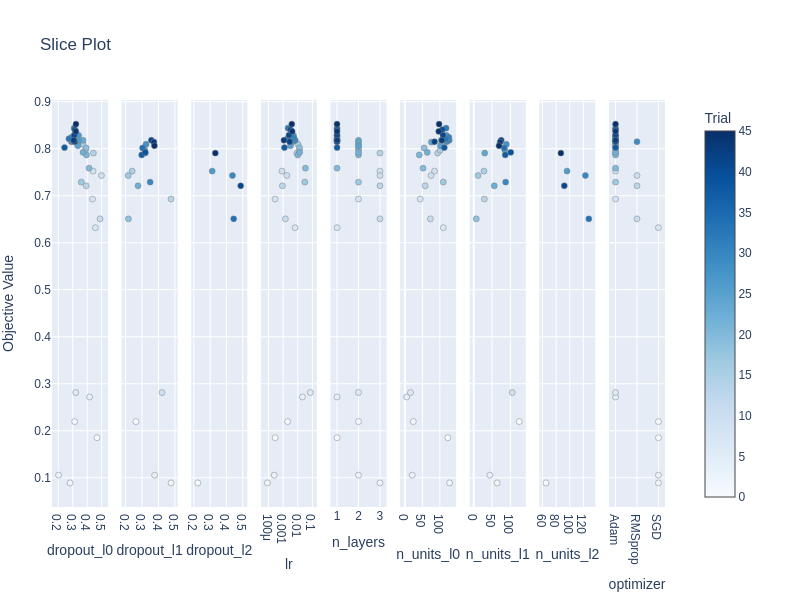 Slice Plot
Objective Value
0.9
0.8
0.7
0.6
0.5
0.4
0.3
0.2
0.1
0.2 0.3 0.4 0.5
dropout_l0
0.2 0.3 0.4 0.5
dropout_l1
0.2 0.3 0.4 0.5
dropout_l2
100μ 0.001 0.01 0.1
lr
1 2 3
n_layers
0 50 100
n_units_l0
0 50 100
n_units_l1
60 80 100 120
n_units_l2
Adam RMSprop SGD
optimizer
Trial
45
40
35
30
25
20
15
10
5
0